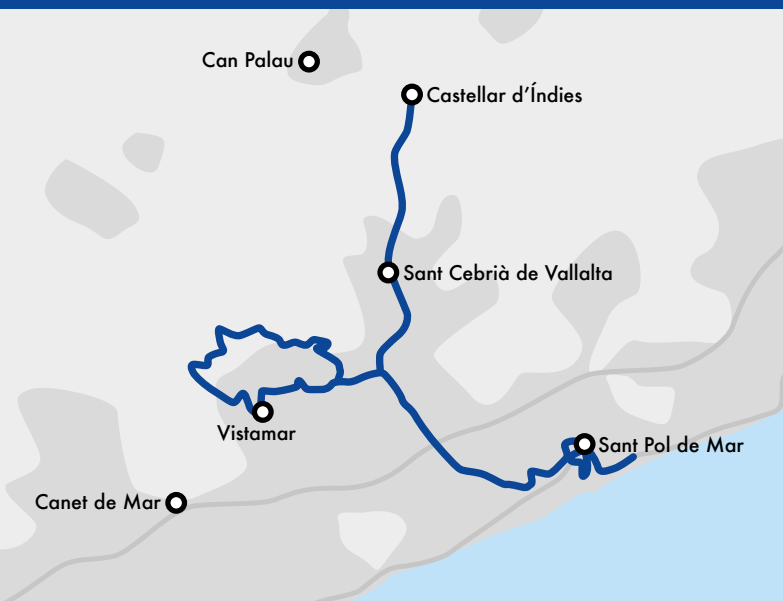 Can Palau
Castellar d'Índies
Sant Cebrià de Vallalta
Vistamar
Sant Pol de Mar
Canet de Mar